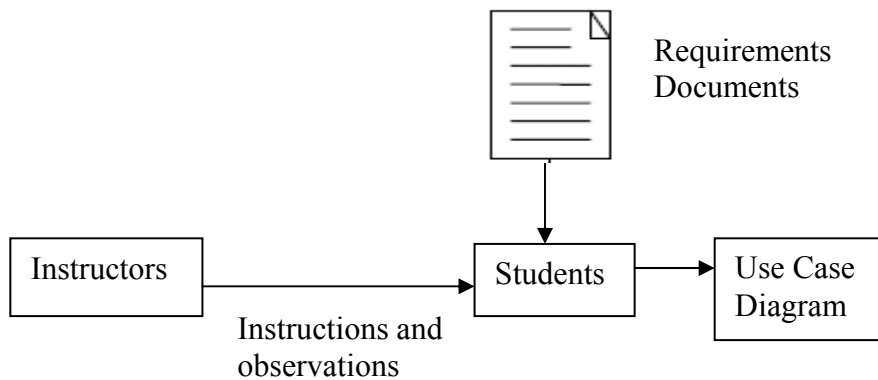 Requirements
Documents
Instructors
Students
Use Case
Diagram
Instructions and
observations